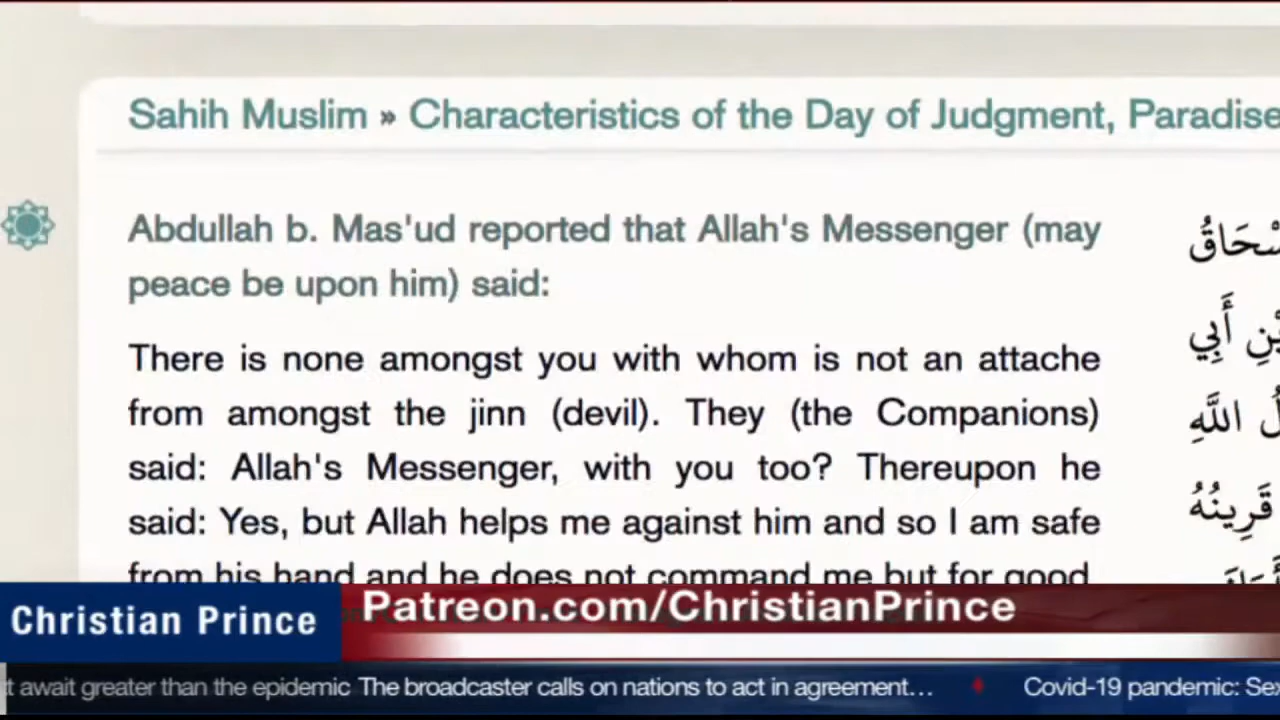 Sahih Muslim » Characteristics of the Day of Judgment, Paradise
Abdullah b. Mas'ud reported that Allah's Messenger (may
peace be upon him) said:
There is none amongst you with whom is not an attache
from amongst the jinn (devil). They (the Companions)
said: Allah's Messenger, with you too? Thereupon he
said: Yes, but Allah helps me against him and so I am safe
from his hand and he does not command me but for good.
أَبِي
اللَّهِ
قَرِينُهُ
Christian Prince
Patreon.com/ChristianPrince
t await greater than the epidemic The broadcaster calls on nations to act in agreement... ♦ Covid-19 pandemic: Sex